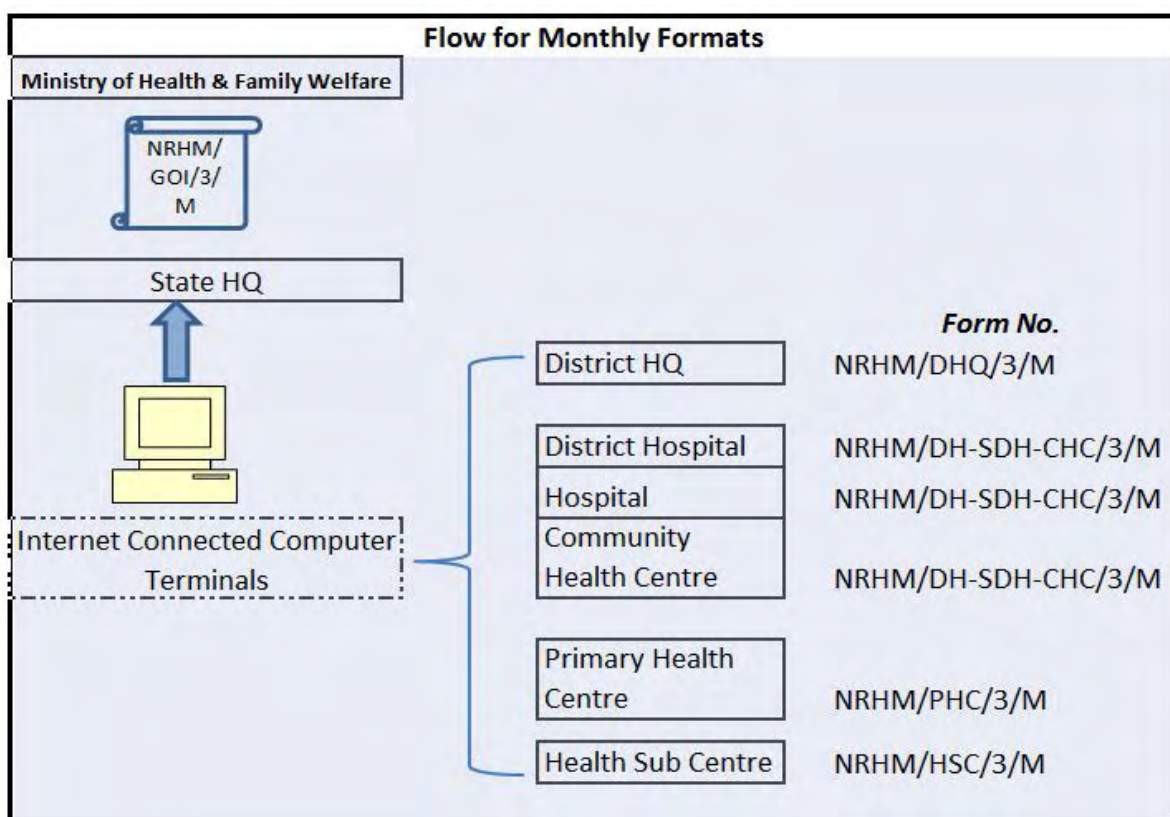 Flow for Monthly Formats
Ministry of Health & Family Welfare
NRHM/
GOI/3/
M
State HQ
Internet Connected Computer
Terminals
Form No.
District HQ NRHM/DHQ/3/M
District Hospital NRHM/DH-SDH-CHC/3/M
Hospital NRHM/DH-SDH-CHC/3/M
Community
Health Centre NRHM/DH-SDH-CHC/3/M
Primary Health
Centre NRHM/PHC/3/M
Health Sub Centre NRHM/HSC/3/M